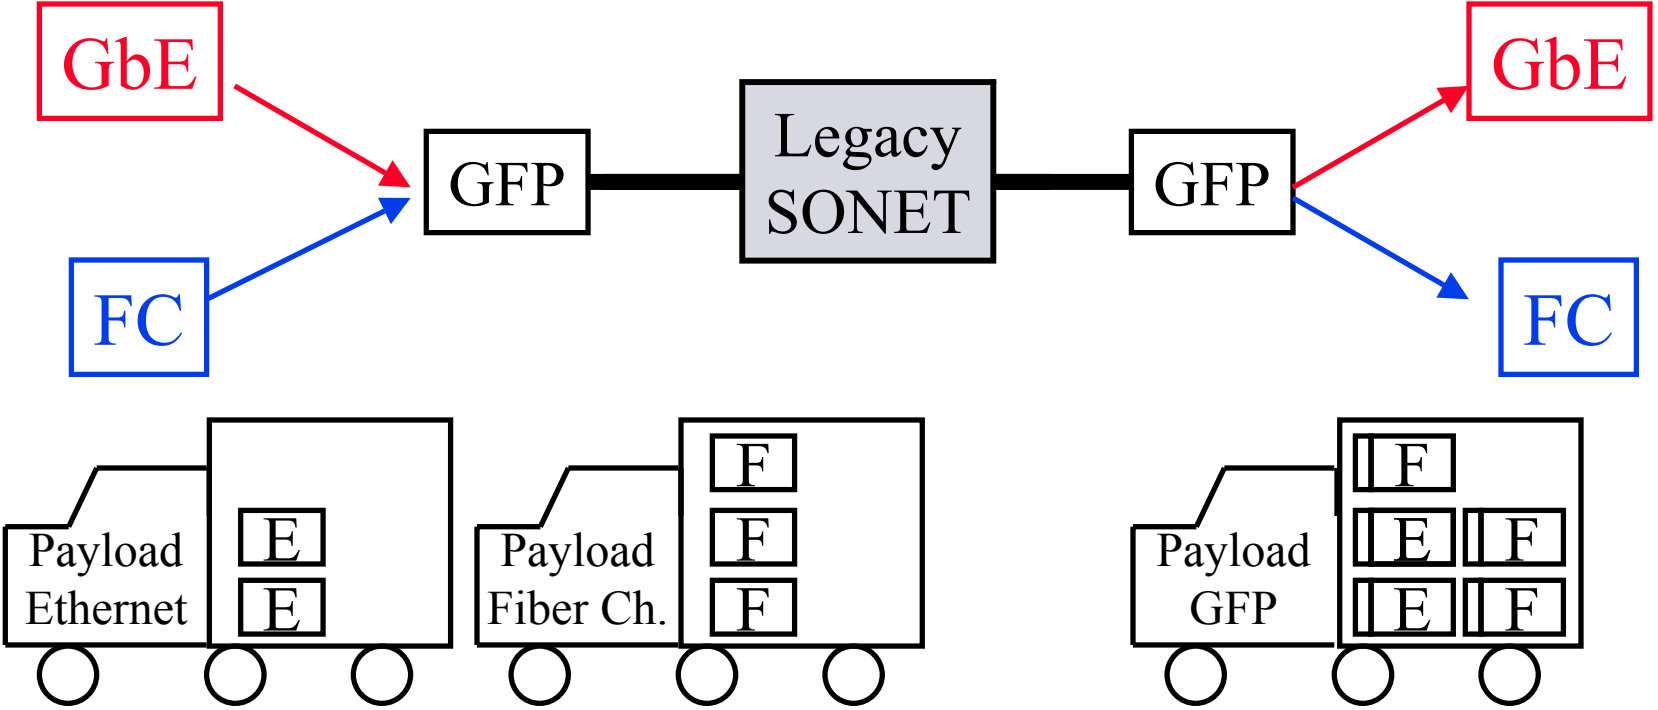 GbE
GbE
GFP
Legacy
SONET
GFP
FC
FC
Payload
Ethernet
E
E
Payload
Fiber Ch.
F
F
F
Payload
GFP
F
E F
E F